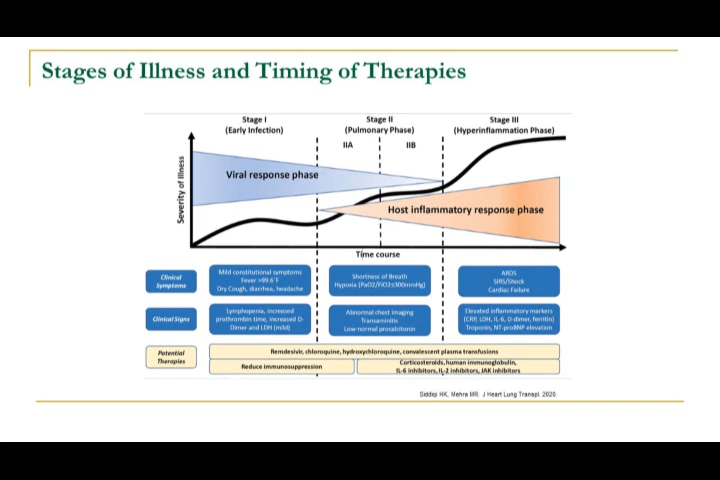 Stages of Illness and Timing of Therapies
Stage I
(Early Infection)
Stage II
(Pulmonary Phase)
Stage III
(Hyperinflammation Phase)
IIA
IIB
Severity of Illness
Viral response phase
Host inflammatory response phase
Time course
Clinical
Symptoms
Mild constitutional symptoms
Fever >99.6°F
Dry Cough, diarrhea, headache
Shortness of Breath
Hypoxia (PaO2/FiO2≤300mmHg)
ARDS
SIRS/Shock
Cardiac Failure
Clinical Signs
Lymphopenia, increased
prothrombin time, increased D-
Dimer and LDH (mild)
Abnormal chest imaging
Transaminitis
Low-normal procalcitonin
Elevated inflammatory markers
(CRP, LDH, IL-6, D-dimer, ferritin)
Troponin, NT-proBNP elevation
Potential
Therapies
Remdesivir, chloroquine, hydroxychloroquine, convalescent plasma transfusions
Reduce immunosuppression
Corticosteroids, human immunoglobulin,
IL-6 inhibitors, IL-2 inhibitors, JAK inhibitors
Siddiqi HK, Mehra MR. J Heart Lung Transpl. 2020.